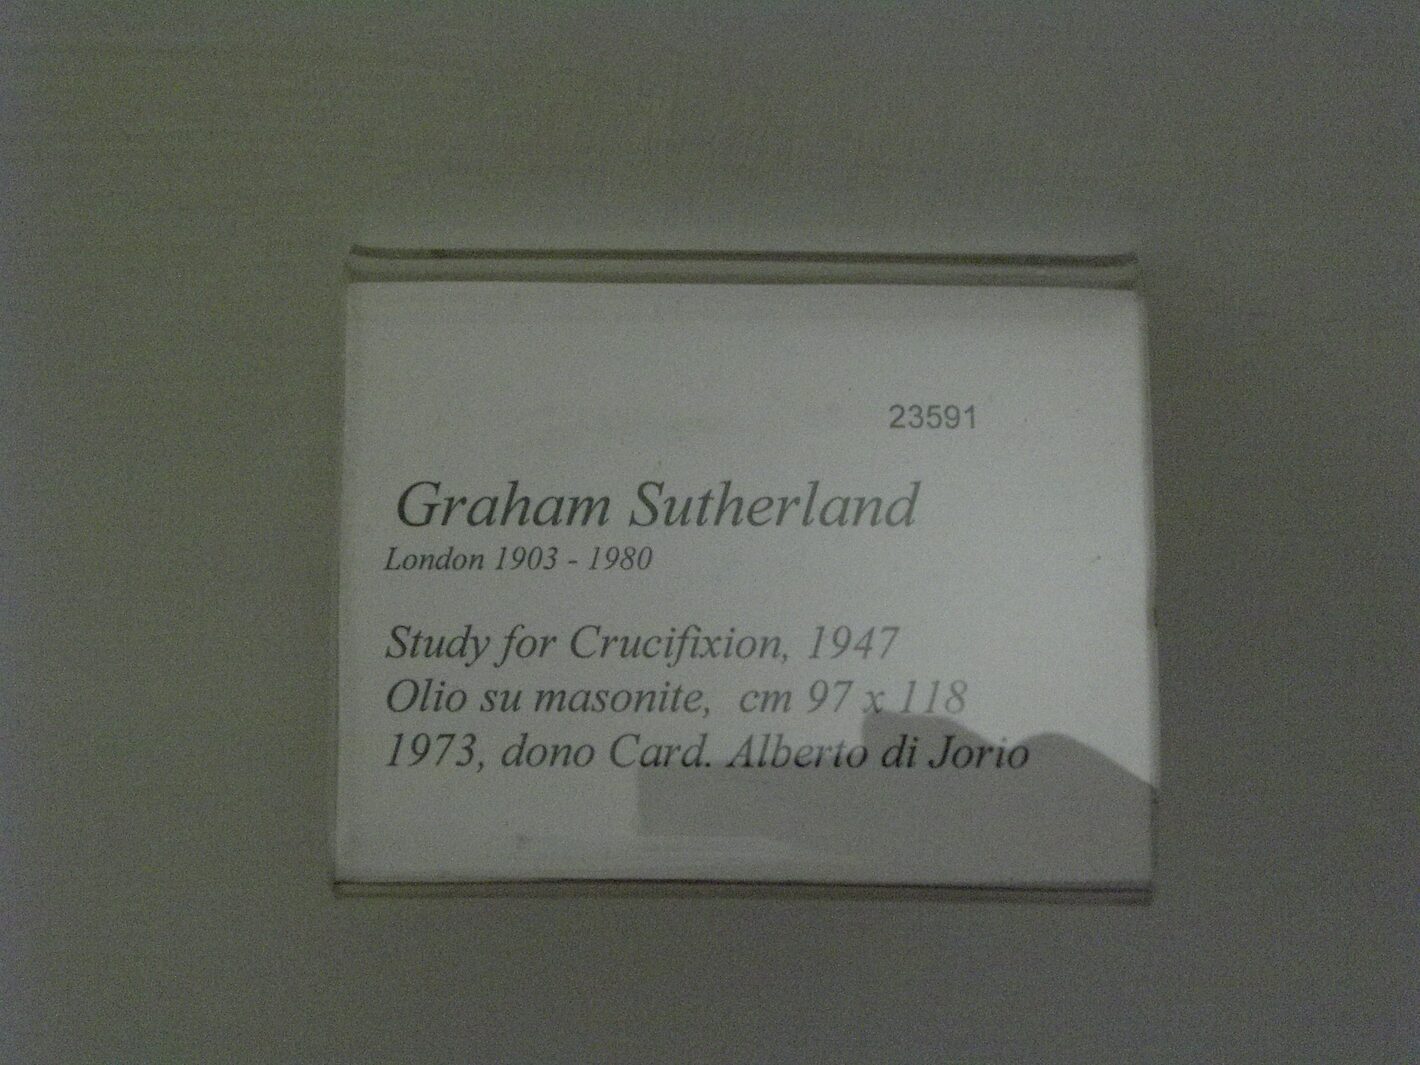 23591
Graham Sutherland
London 1903 - 1980
Study for Crucifixion, 1947
Olio su masonite, cm 97 x 118
1973, dono Card. Alberto di Jorio